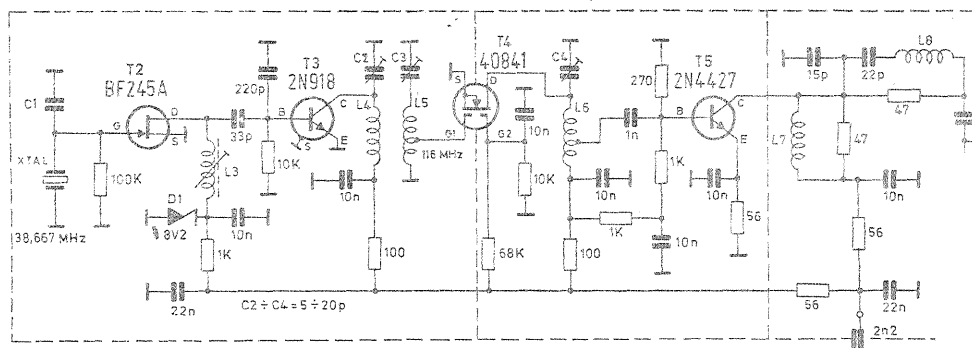 T2
BF245A
C1
G
D
S
XTAL
38,667 MHz
100K
33p
220p
L3
D1
8V2
10n
1K
22n
T3
2N918
B
C
E
S
10K
C2
L4
10n
100
C2÷C4=5÷20p
C3
L5
116 MHz
T4
40841
S
D
G1
G2
10n
10K
68K
C4
L6
10n
100
1n
1K
270
1K
10n
T5
2N4427
B
C
E
10n
56
15p
22p
L8
47
47
L7
10n
56
56
22n
2n2